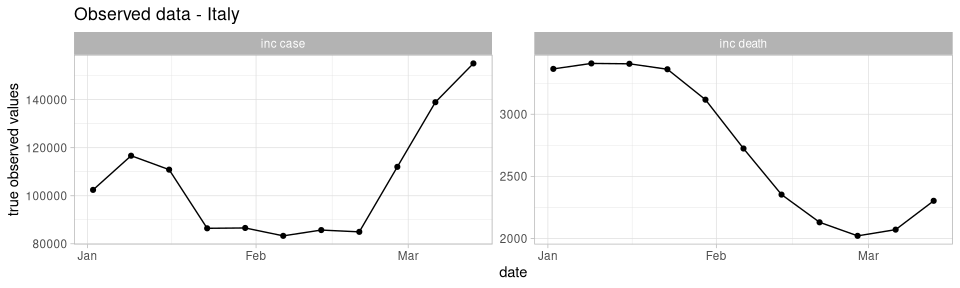 Observed data - Italy
inc case
inc death
true observed values
140000
120000
100000
80000
3000
2500
2000
Jan
Feb
Mar
Jan
Feb
Mar
date